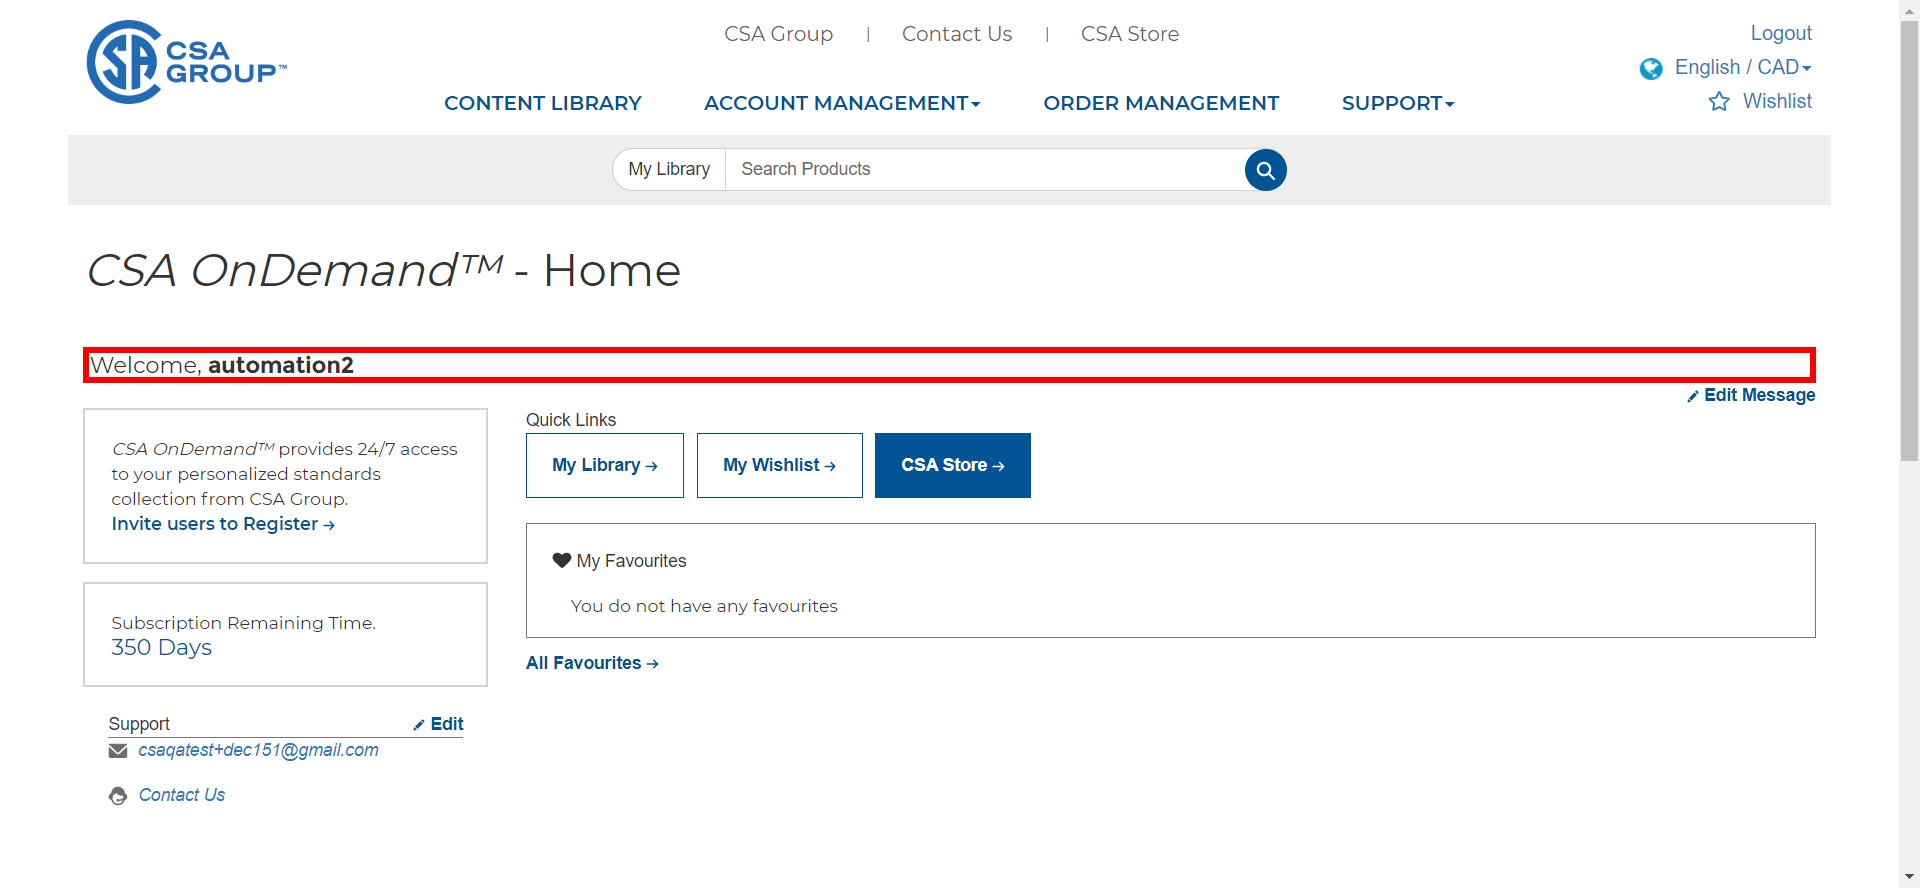 CSA
GROUP™
CSA Group | Contact Us | CSA Store
Logout
English / CAD
Wishlist
CONTENT LIBRARY ACCOUNT MANAGEMENT ORDER MANAGEMENT SUPPORT
My Library Search Products
CSA OnDemand™ - Home
Welcome, automation2
Edit Message
CSA OnDemand™ provides 24/7 access
to your personalized standards
collection from CSA Group.
Invite users to Register →
Subscription Remaining Time.
350 Days
Support Edit
csaqatest+dec151@gmail.com
Contact Us
Quick Links
My Library → My Wishlist → CSA Store →
My Favourites
You do not have any favourites
All Favourites →